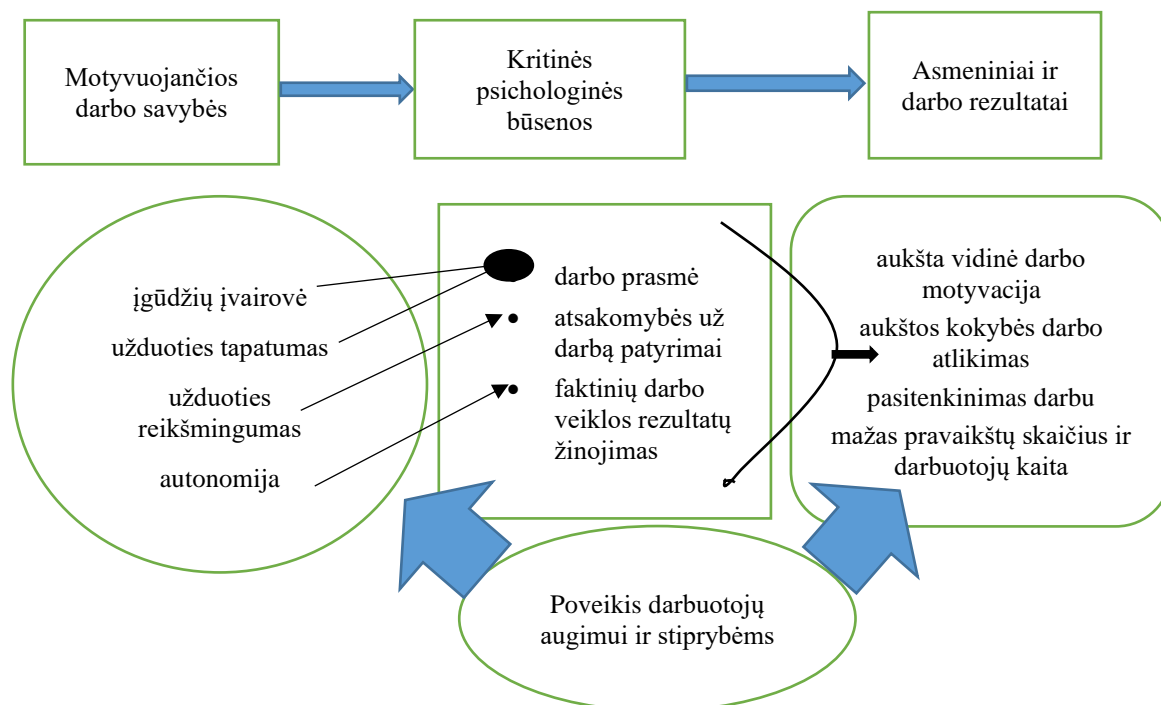 Motyvuojančios
darbo savybės
Kritinės
psichologinės
būsenos
Asmeniniai ir
darbo rezultatai
įgūdžių įvairovė
užduoties tapatumas
užduoties
reikšmingumas
autonomija
darbo prasmė
atsakomybės už
darbą patyrimai
faktinių darbo
veiklos rezultatų
žinojimas
aukšta vidinė darbo
motyvacija
aukštos kokybės darbo
atlikimas
pasitenkinimas darbu
mažas pravaikštų skaičius ir
darbuotojų kaita
Poveikis darbuotojų
augimui ir stiprybėms